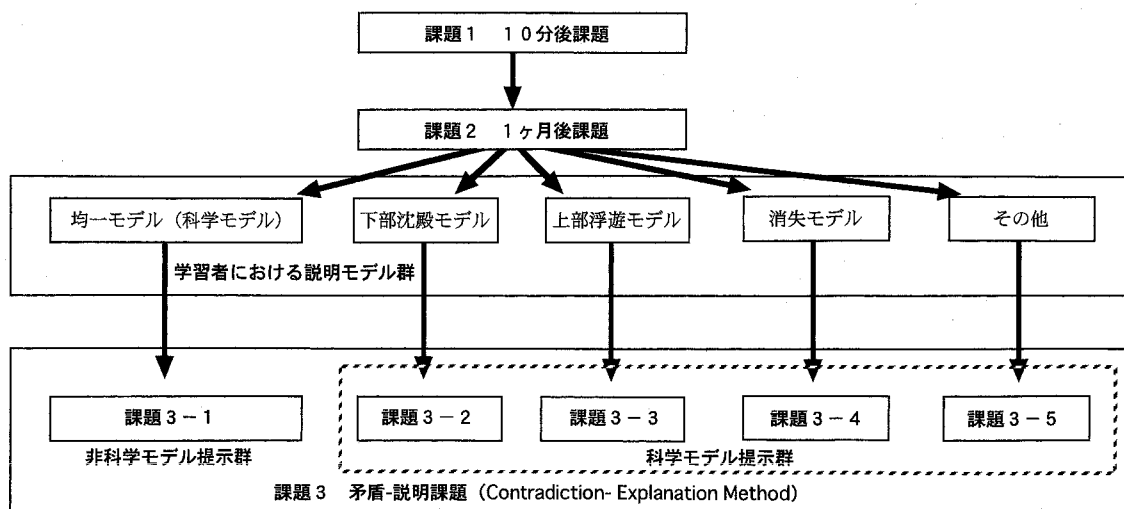 課題1　10分後課題
課題2　1ヶ月後課題
均一モデル（科学モデル）
下部沈殿モデル
上部浮遊モデル
消失モデル
その他
学習者における説明モデル群
課題3－1
課題3－2
課題3－3
課題3－4
課題3－5
非科学モデル提示群
科学モデル提示群
課題3　矛盾-説明課題（Contradiction- Explanation Method）